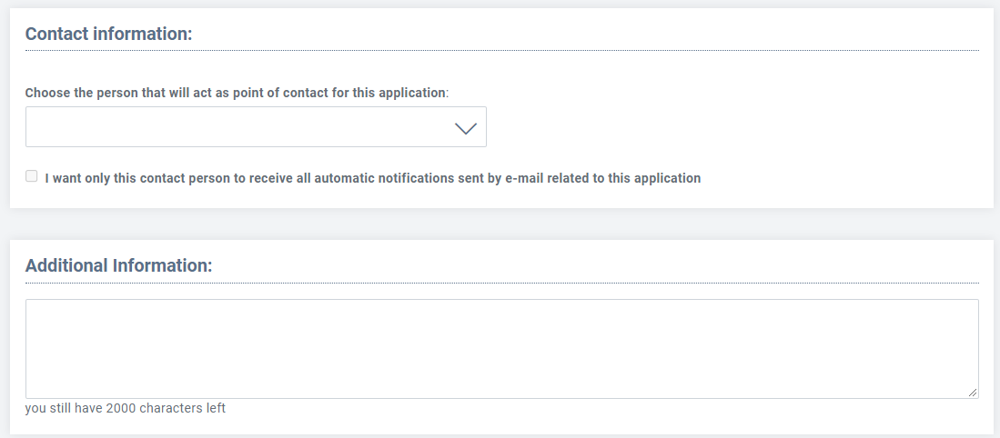 Contact information:
Choose the person that will act as point of contact for this application:
I want only this contact person to receive all automatic notifications sent by e-mail related to this application
Additional Information:
you still have 2000 characters left